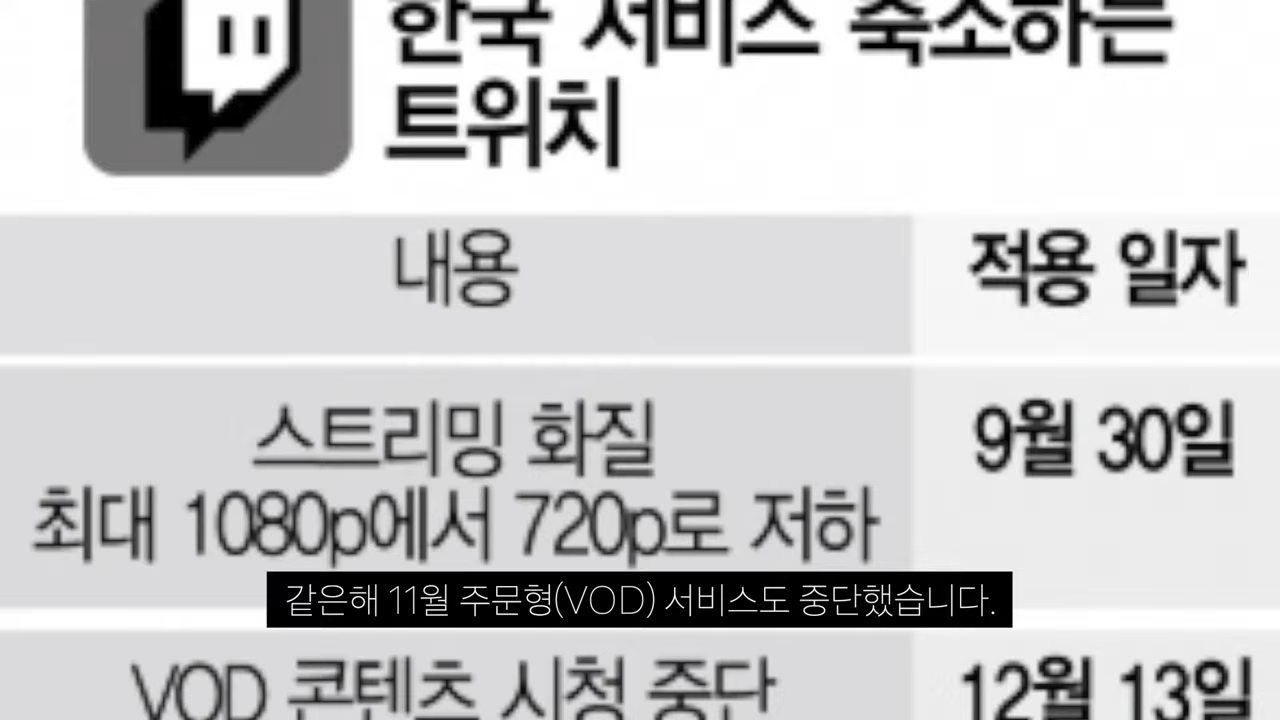 한국 서비스 축소하는
트위치
내용 적용 일자
스트리밍 화질 9월 30일
최대 1080p에서 720p로 저하
같은해 11월 주문형(VOD) 서비스도 중단했습니다.
VOD 콘텐츠 시청 중단 12월 13일